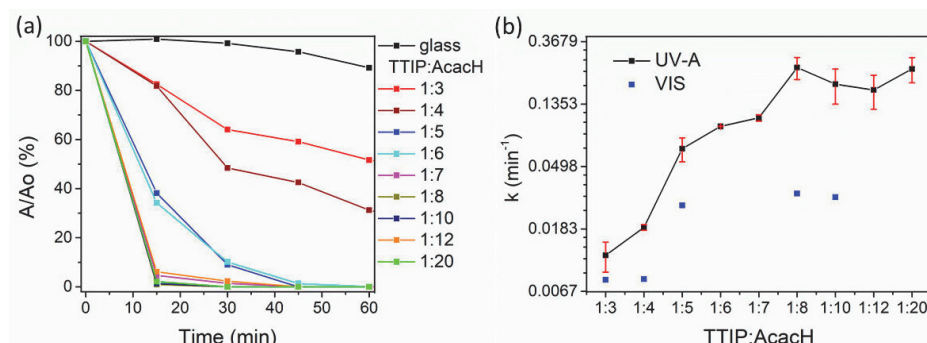 (a)
100
80
60
40
20
0
A/Ao (%)
0 10 20 30 40 50 60
Time (min)
glass
TTIP:AcacH
1:3
1:4
1:5
1:6
1:7
1:8
1:10
1:12
1:20
(b)
0.3679
0.1353
0.0498
0.0183
0.0067
k (min⁻¹)
UV-A
VIS
1:3 1:4 1:5 1:6 1:7 1:8 1:10 1:12 1:20
TTIP:AcacH